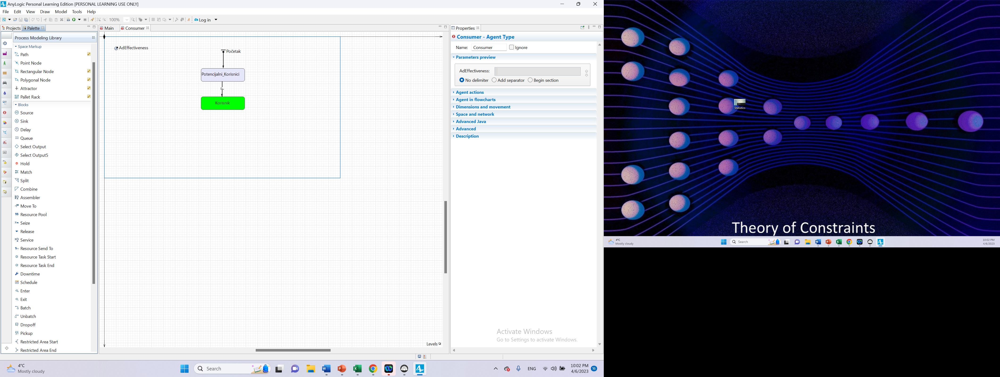 AnyLogic Personal Learning Edition [PERSONAL LEARNING USE ONLY]
File Edit View Draw Model Tools Help
100% Log in
Projects Palette
Process Modeling Library
Space Markup
Path
Point Node
Rectangular Node
Polygonal Node
Attractor
Pallet Rack
Blocks
Source
Sink
Delay
Queue
Select Output
Select Output5
Hold
Match
Split
Combine
Assembler
Move To
Resource Pool
Seize
Release
Service
Resource Send To
Resource Task Start
Resource Task End
Downtime
Schedule
Enter
Exit
Batch
Unbatch
Dropoff
Pickup
Restricted Area Start
Restricted Area End
Main Consumer
AdEffectiveness
Početak
Potencijalni_Korisnici
Korisnik
Levels
Properties
Consumer - Agent Type
Name: Consumer Ignore
Parameters preview
AdEffectiveness:
No delimiter Add separator Begin section
Agent actions
Agent in flowcharts
Dimensions and movement
Space and network
Advanced Java
Advanced
Description
Activate Windows
Go to Settings to activate Windows.
4°C
Mostly cloudy
Search
ENG
10:02 PM
4/6/2023
16
Statistics
Theory of Constraints
4°C
Mostly cloudy
Search
10:02 PM
4/6/2023